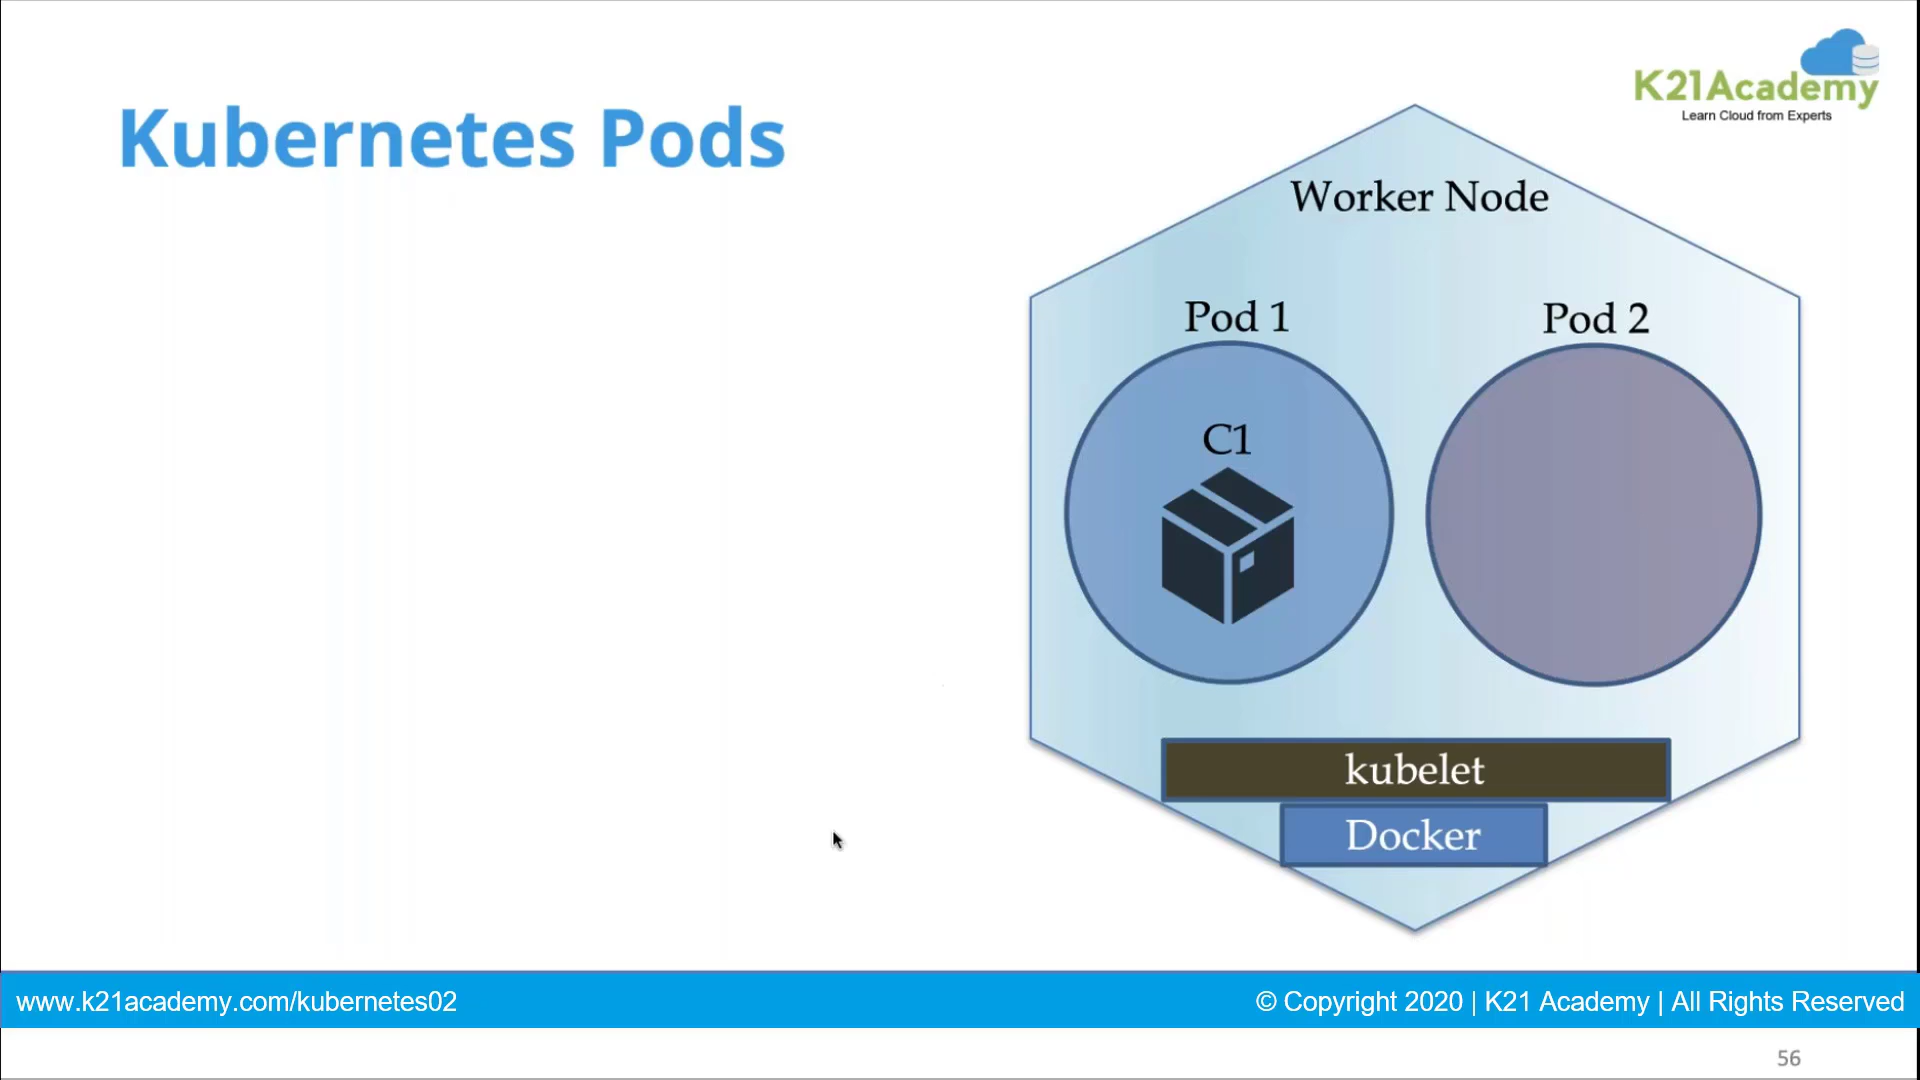 K21Academy
Learn Cloud from Experts
Kubernetes Pods
Worker Node
Pod 1
Pod 2
C1
kubelet
Docker
www.k21academy.com/kubernetes02
© Copyright 2020 | K21 Academy | All Rights Reserved
56